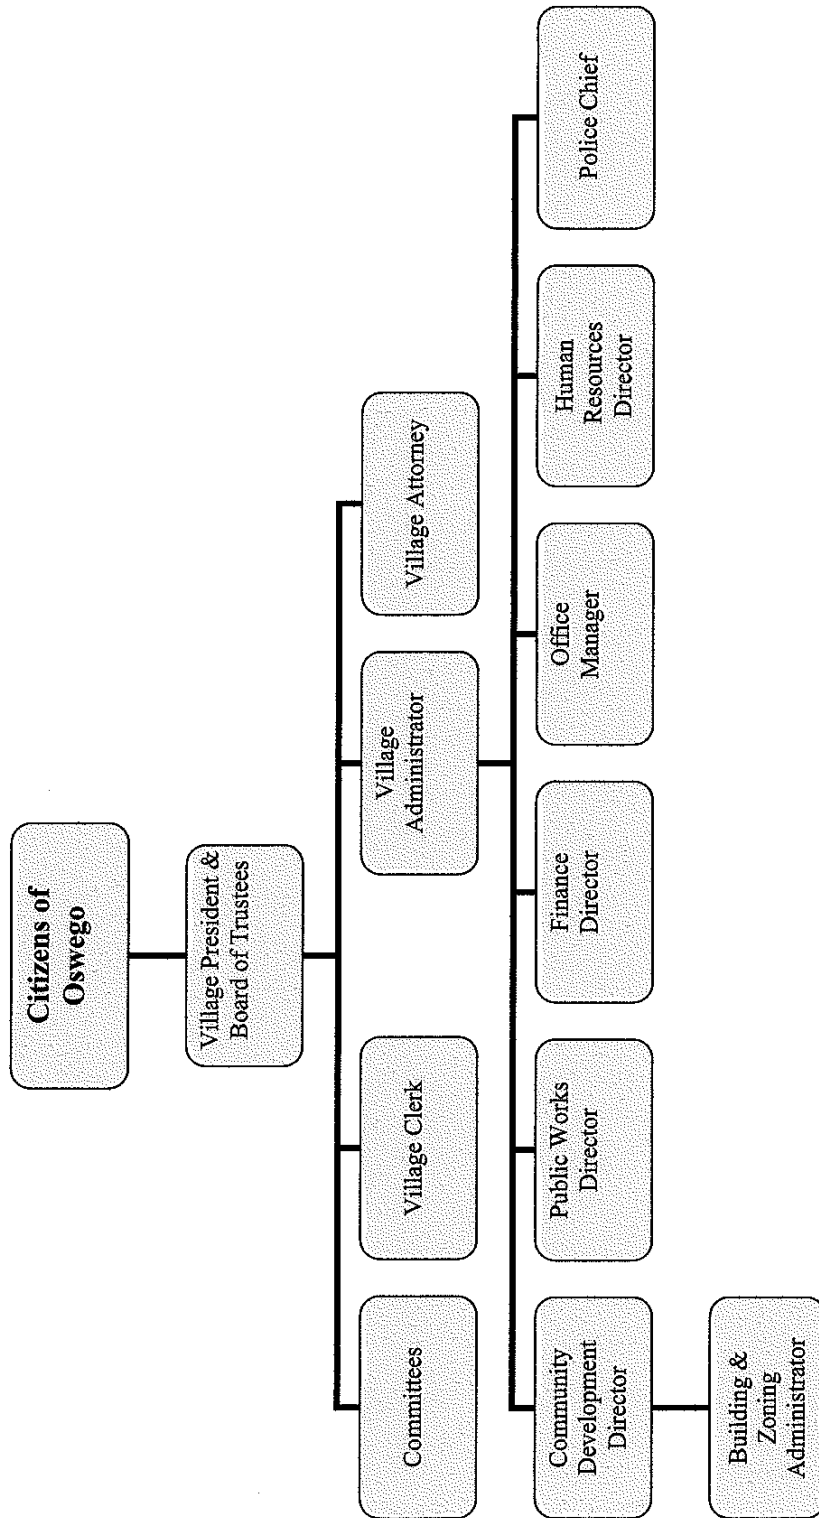 Citizens of
Oswego
Village President &
Board of Trustees
Committees
Village Clerk
Village
Administrator
Village Attorney
Community
Development
Director
Public Works
Director
Finance
Director
Office
Manager
Human
Resources
Director
Police Chief
Building &
Zoning
Administrator